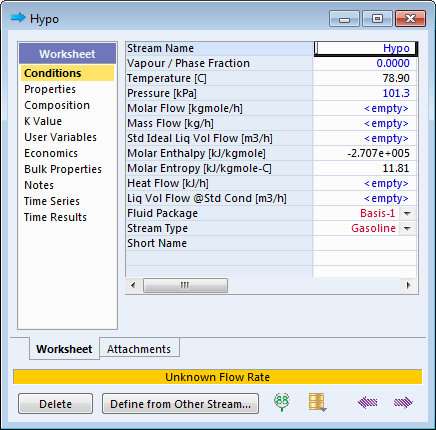 Hypo
Worksheet
Conditions
Properties
Composition
K Value
User Variables
Economics
Bulk Properties
Notes
Time Series
Time Results
Stream Name Hypo
Vapour / Phase Fraction 0.0000
Temperature [C] 78.90
Pressure [kPa] 101.3
Molar Flow [kgmole/h] <empty>
Mass Flow [kg/h] <empty>
Std Ideal Liq Vol Flow [m3/h] <empty>
Molar Enthalpy [kJ/kgmole] -2.707e+005
Molar Entropy [kJ/kgmole-C] 11.81
Heat Flow [kJ/h] <empty>
Liq Vol Flow @Std Cond [m3/h] <empty>
Fluid Package Basis-1
Stream Type Gasoline
Short Name
Worksheet Attachments
Unknown Flow Rate
Delete Define from Other Stream...